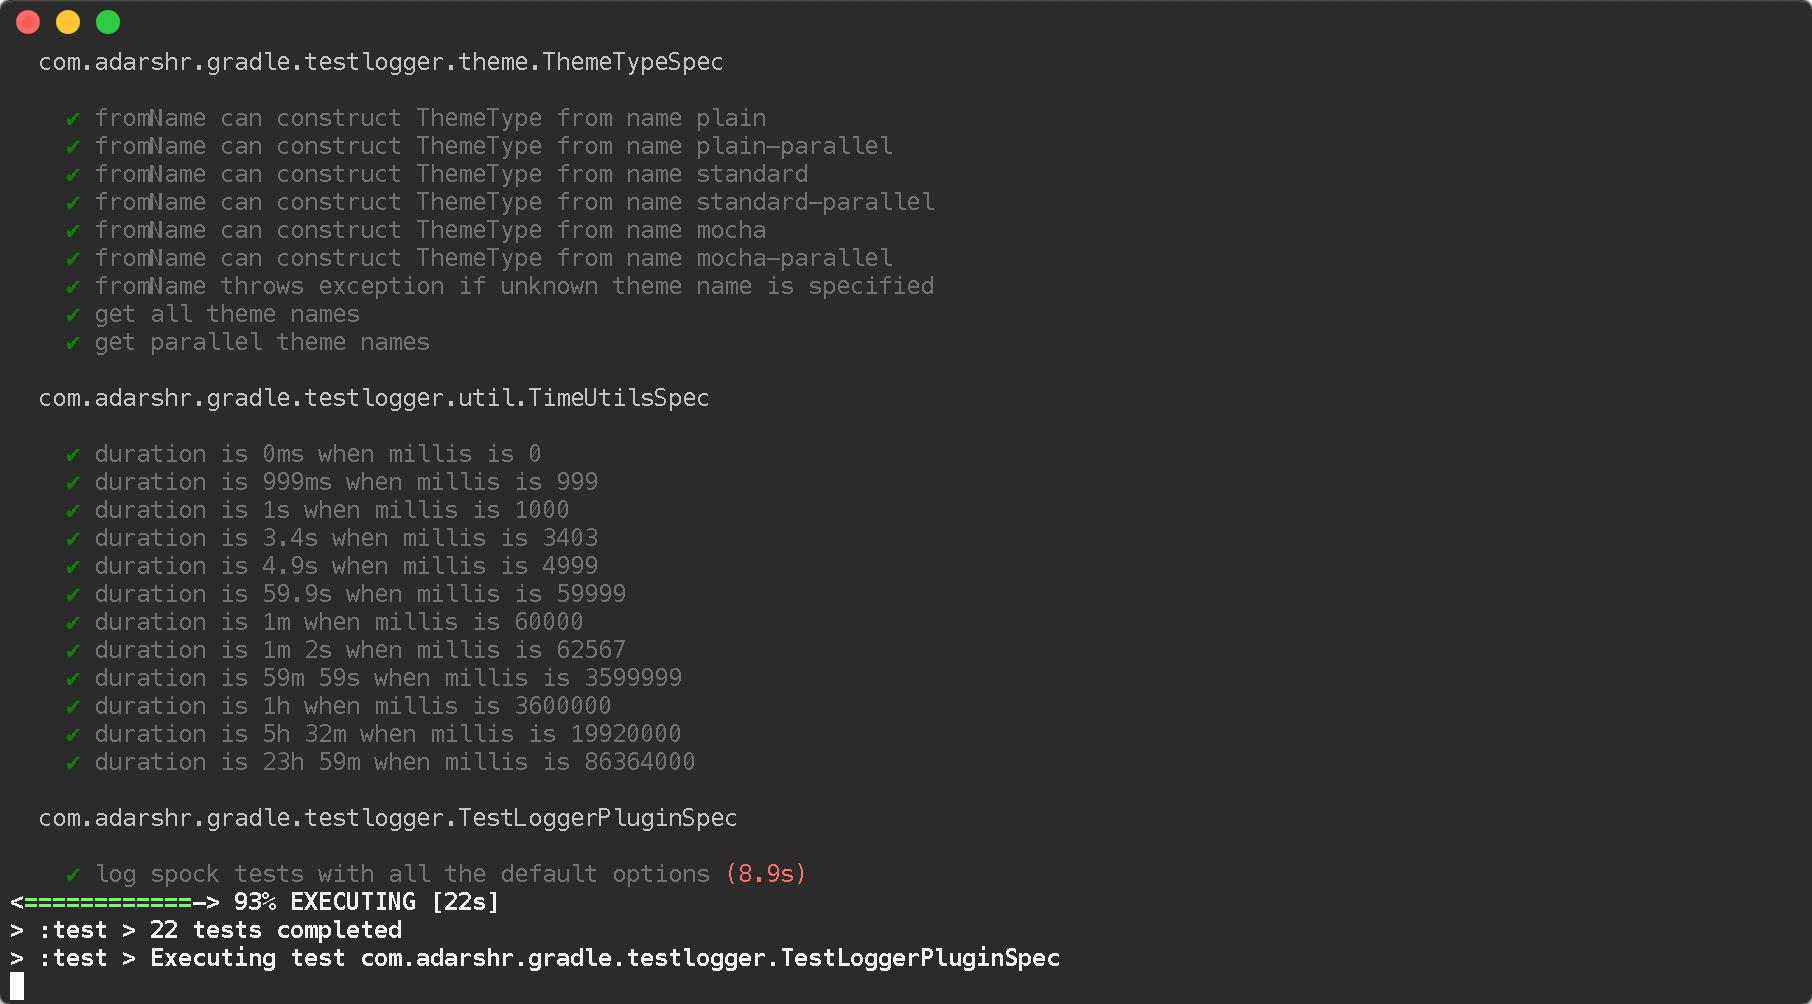 com.adarshr.gradle.testlogger.theme.ThemeTypeSpec
✔ fromName can construct ThemeType from name plain
✔ fromName can construct ThemeType from name plain-parallel
✔ fromName can construct ThemeType from name standard
✔ fromName can construct ThemeType from name standard-parallel
✔ fromName can construct ThemeType from name mocha
✔ fromName can construct ThemeType from name mocha-parallel
✔ fromName throws exception if unknown theme name is specified
✔ get all theme names
✔ get parallel theme names
com.adarshr.gradle.testlogger.util.TimeUtilsSpec
✔ duration is 0ms when millis is 0
✔ duration is 999ms when millis is 999
✔ duration is 1s when millis is 1000
✔ duration is 3.4s when millis is 3403
✔ duration is 4.9s when millis is 4999
✔ duration is 59.9s when millis is 59999
✔ duration is 1m when millis is 60000
✔ duration is 1m 2s when millis is 62567
✔ duration is 59m 59s when millis is 3599999
✔ duration is 1h when millis is 3600000
✔ duration is 5h 32m when millis is 19920000
✔ duration is 23h 59m when millis is 86364000
com.adarshr.gradle.testlogger.TestLoggerPluginSpec
✔ log spock tests with all the default options (8.9s)
<============-> 93% EXECUTING [22s]
> :test > 22 tests completed
> :test > Executing test com.adarshr.gradle.testlogger.TestLoggerPluginSpec